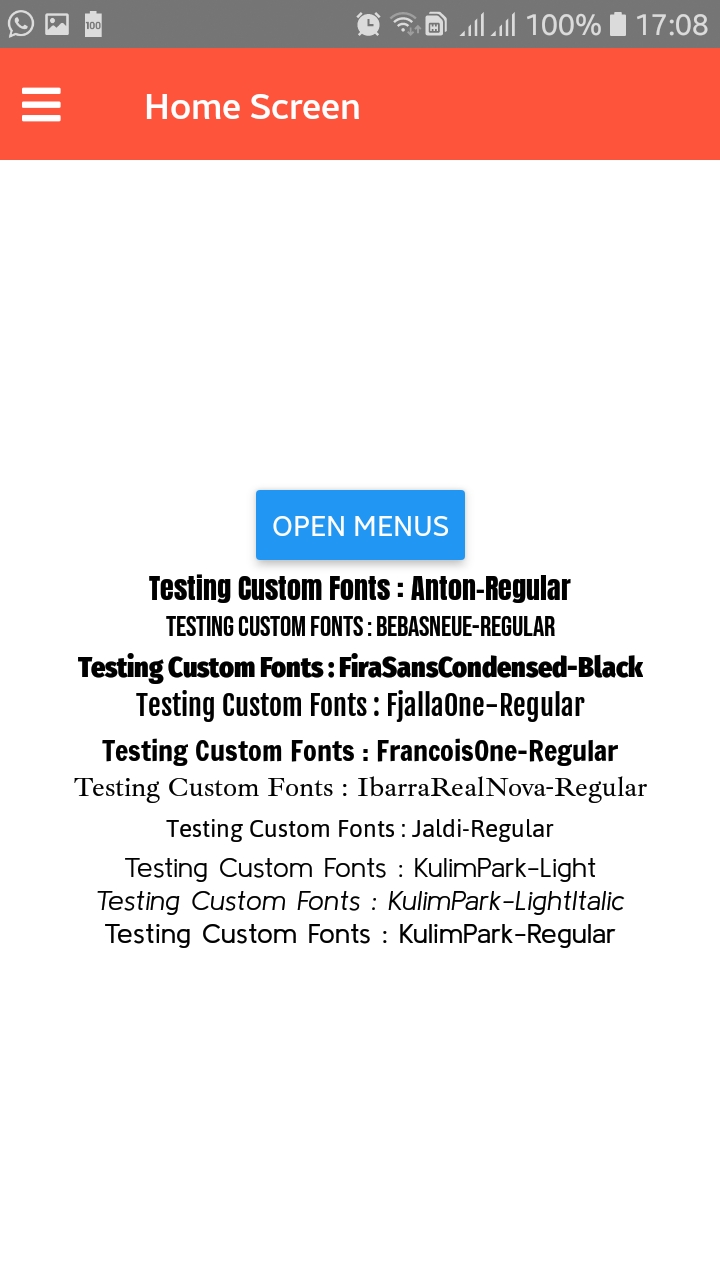 100 100% 17:08
Home Screen
OPEN MENUS
Testing Custom Fonts : Anton-Regular
TESTING CUSTOM FONTS : BEBASNEUE-REGULAR
Testing Custom Fonts : FiraSansCondensed-Black
Testing Custom Fonts : FjallaOne-Regular
Testing Custom Fonts : FrancoisOne-Regular
Testing Custom Fonts : IbarraRealNova-Regular
Testing Custom Fonts : Jaldi-Regular
Testing Custom Fonts : KulimPark-Light
Testing Custom Fonts : KulimPark-LightItalic
Testing Custom Fonts : KulimPark-Regular